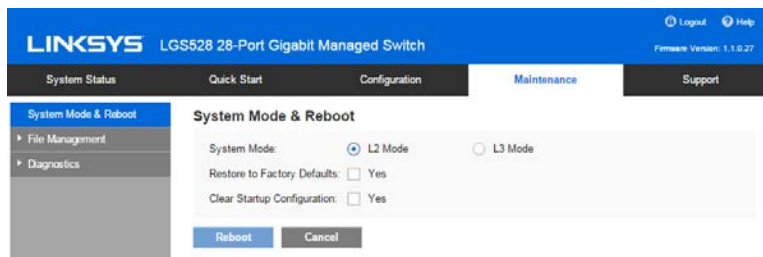 Logout Help
LINKSYS LGS528 28-Port Gigabit Managed Switch
Firmware Version: 1.1.0.27
System Status Quick Start Configuration Maintenance Support
System Mode & Reboot
File Management
Diagnostics
System Mode & Reboot
System Mode: L2 Mode L3 Mode
Restore to Factory Defaults: Yes
Clear Startup Configuration: Yes
Reboot Cancel